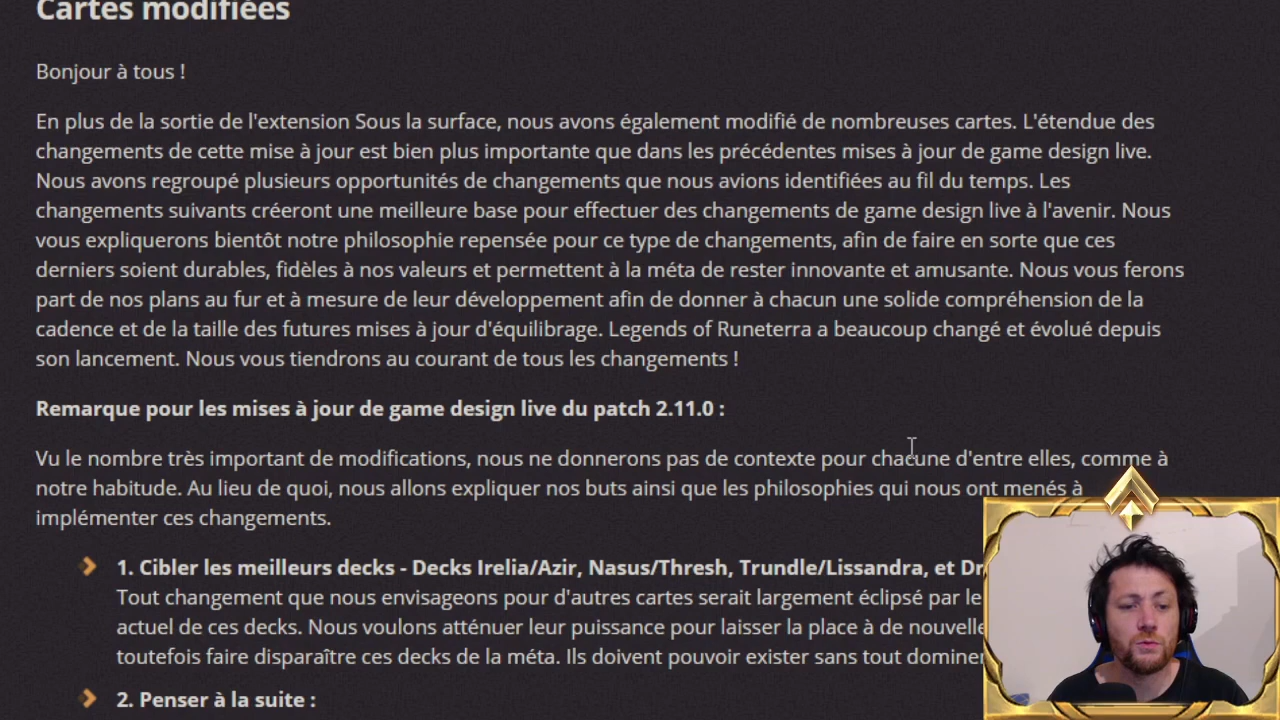 Cartes modifiées
Bonjour à tous !
En plus de la sortie de l'extension Sous la surface, nous avons également modifié de nombreuses cartes. L'étendue des
changements de cette mise à jour est bien plus importante que dans les précédentes mises à jour de game design live.
Nous avons regroupé plusieurs opportunités de changements que nous avions identifiées au fil du temps. Les
changements suivants créeront une meilleure base pour effectuer des changements de game design live à l'avenir. Nous
vous expliquerons bientôt notre philosophie repensée pour ce type de changements, afin de faire en sorte que ces
derniers soient durables, fidèles à nos valeurs et permettent à la méta de rester innovante et amusante. Nous vous ferons
part de nos plans au fur et à mesure de leur développement afin de donner à chacun une solide compréhension de la
cadence et de la taille des futures mises à jour d'équilibrage. Legends of Runeterra a beaucoup changé et évolué depuis
son lancement. Nous vous tiendrons au courant de tous les changements !
Remarque pour les mises à jour de game design live du patch 2.11.0 :
Vu le nombre très important de modifications, nous ne donnerons pas de contexte pour chacune d'entre elles, comme à
notre habitude. Au lieu de quoi, nous allons expliquer nos buts ainsi que les philosophies qui nous ont menés à
implémenter ces changements.
1. Cibler les meilleurs decks - Decks Irelia/Azir, Nasus/Thresh, Trundle/Lissandra, et Dr
Tout changement que nous envisageons pour d'autres cartes serait largement éclipsé par le
actuel de ces decks. Nous voulons atténuer leur puissance pour laisser la place à de nouvelle
toutefois faire disparaître ces decks de la méta. Ils doivent pouvoir exister sans tout dominer
2. Penser à la suite :